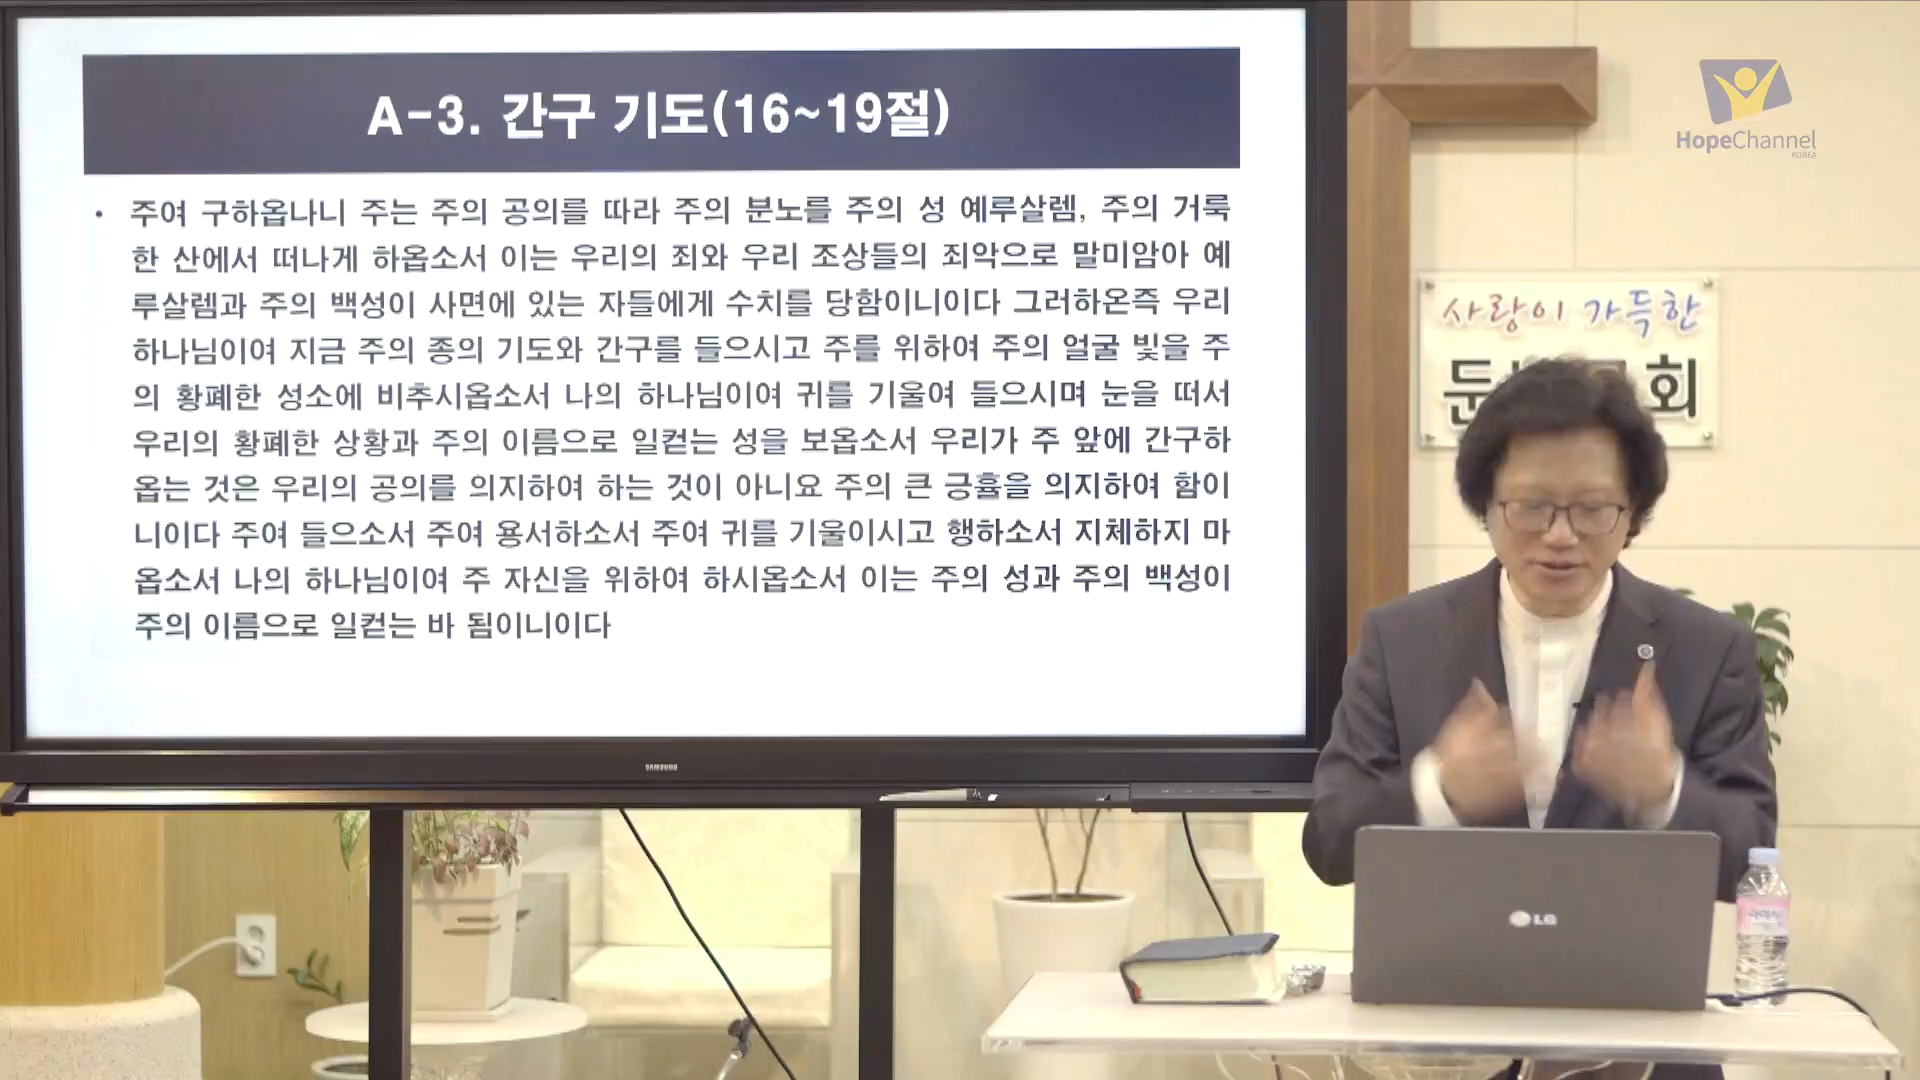 A-3. 간구 기도(16~19절)
• 주여 구하옵나니 주는 주의 공의를 따라 주의 분노를 주의 성 예루살렘, 주의 거룩
한 산에서 떠나게 하옵소서 이는 우리의 죄와 우리 조상들의 죄악으로 말미암아 예
루살렘과 주의 백성이 사면에 있는 자들에게 수치를 당함이니이다 그러하온즉 우리
하나님이여 지금 주의 종의 기도와 간구를 들으시고 주를 위하여 주의 얼굴 빛을 주
의 황폐한 성소에 비추시옵소서 나의 하나님이여 귀를 기울여 들으시며 눈을 떠서
우리의 황폐한 상황과 주의 이름으로 일컫는 성을 보옵소서 우리가 주 앞에 간구하
옵는 것은 우리의 공의를 의지하여 하는 것이 아니요 주의 큰 긍휼을 의지하여 함이
니이다 주여 들으소서 주여 용서하소서 주여 귀를 기울이시고 행하소서 지체하지 마
옵소서 나의 하나님이여 주 자신을 위하여 하시옵소서 이는 주의 성과 주의 백성이
주의 이름으로 일컫는 바 됨이니이다
SAMSUNG
HopeChannel
KOREA
사랑이 가득한
LG